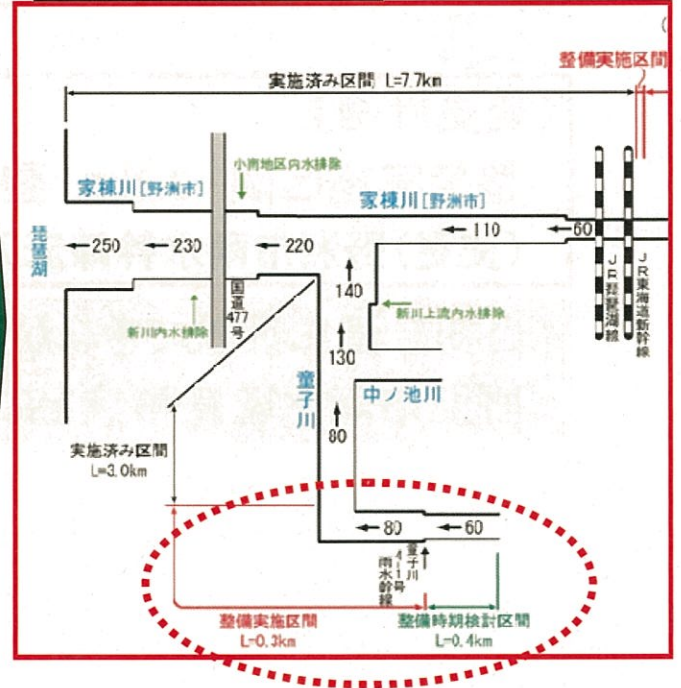 (
整備実施区間
実施済み区間 L=7.7km
小南地区内水排除
家棟川[野洲市]
家棟川[野洲市]
琵琶湖
250
230
220
110
60
国道477号
JR琵琶湖線
JR東海道新幹線
140
新川内水排除
新川上流内水排除
130
童子川
中ノ池川
80
実施済み区間
L=3.0km
80
60
童子川
4-1号
雨水幹線
整備実施区間
L=0.3km
整備時期検討区間
L=0.4km